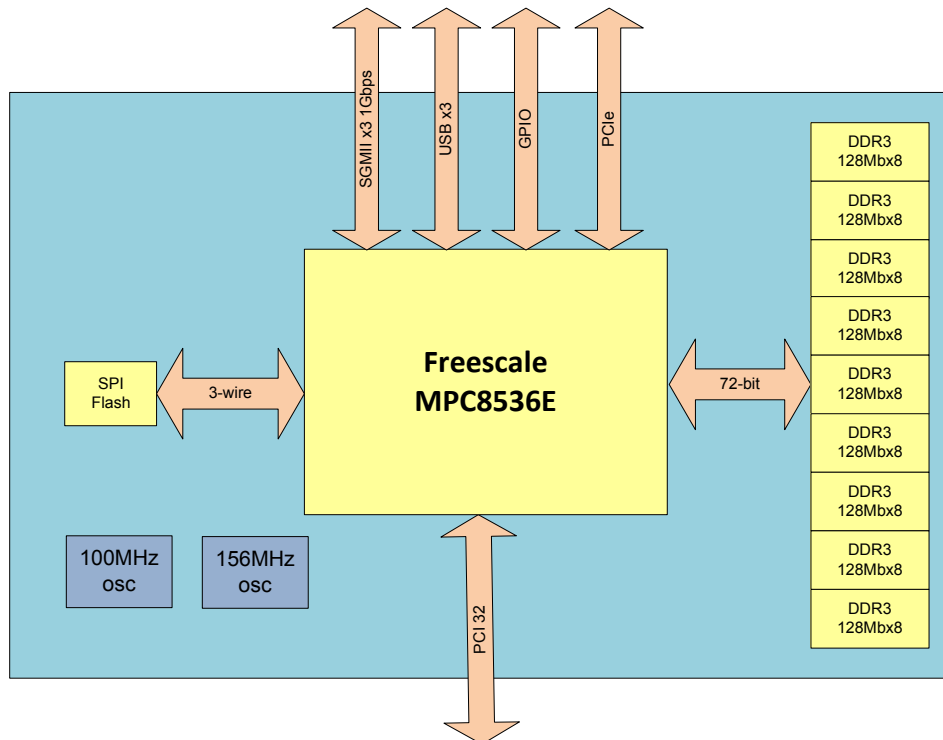 SGMII x3 1Gbps
USB x3
GPIO
PCIe
DDR3
128Mbx8
DDR3
128Mbx8
DDR3
128Mbx8
DDR3
128Mbx8
DDR3
128Mbx8
DDR3
128Mbx8
DDR3
128Mbx8
DDR3
128Mbx8
DDR3
128Mbx8
SPI
Flash
3-wire
Freescale
MPC8536E
72-bit
100MHz
osc
156MHz
osc
PCI 32